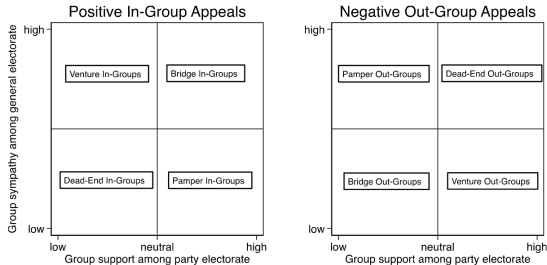 Positive In-Group Appeals
Group sympathy among general electorate
high
Venture In-Groups
Bridge In-Groups
Dead-End In-Groups
Pamper In-Groups
low
low
neutral
high
Group support among party electorate
Negative Out-Group Appeals
high
Pamper Out-Groups
Dead-End Out-Groups
Bridge Out-Groups
Venture Out-Groups
low
low
neutral
high
Group support among party electorate